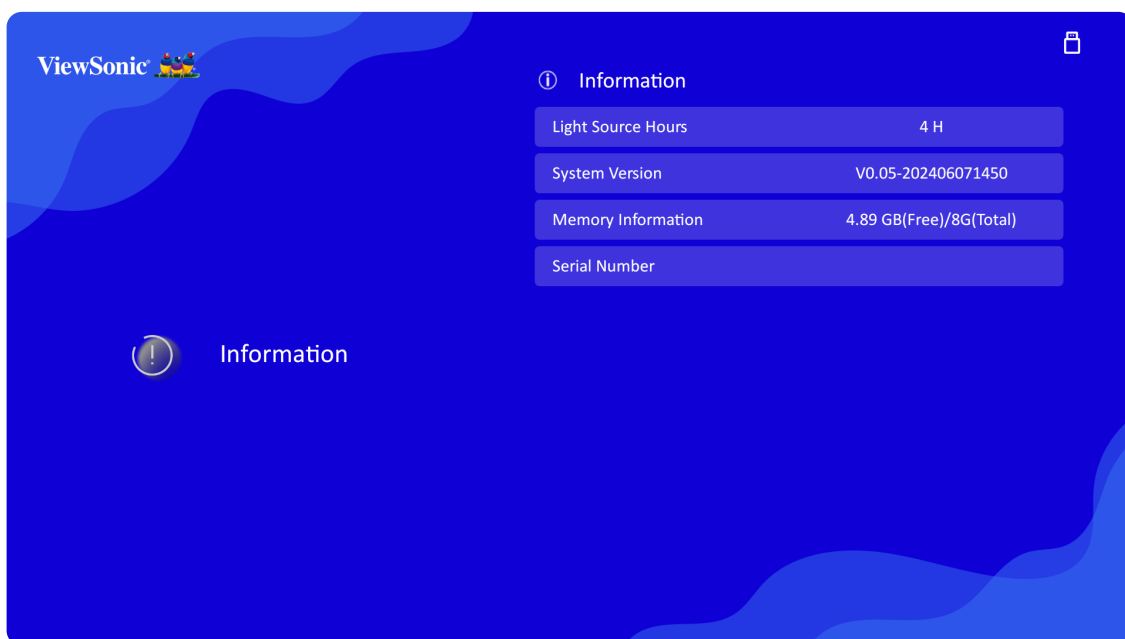 ViewSonic®
Information
Light Source Hours 4 H
System Version V0.05-202406071450
Memory Information 4.89 GB(Free)/8G(Total)
Serial Number
Information